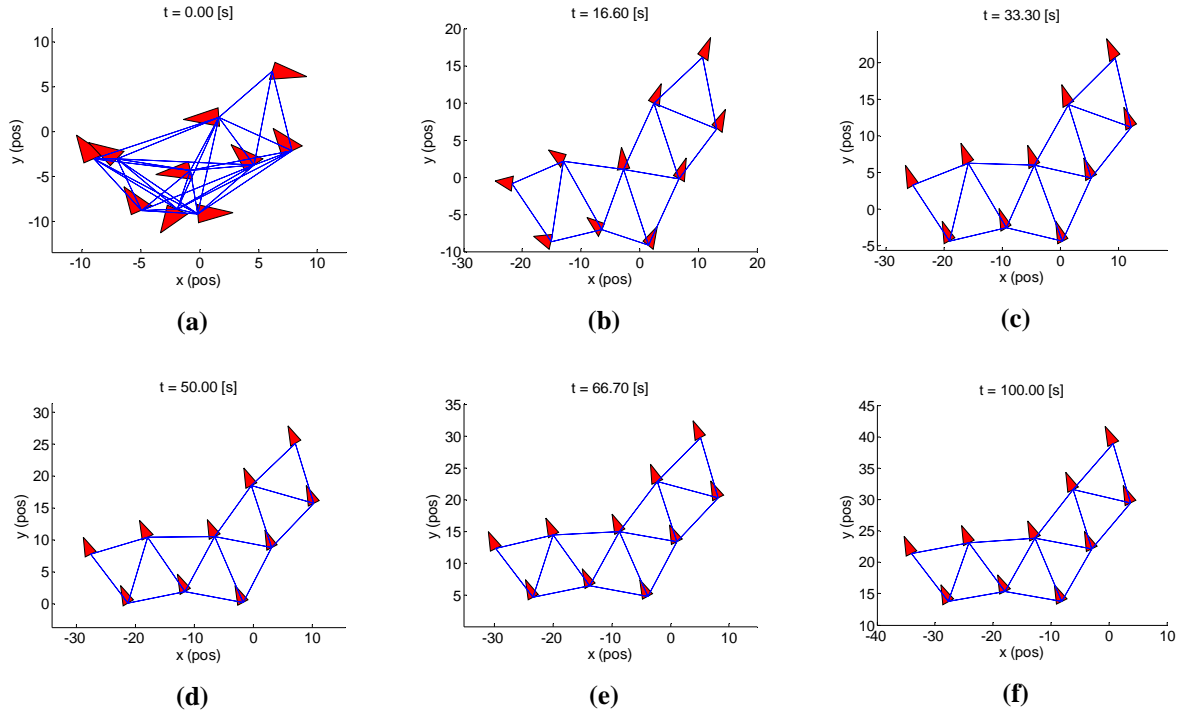 t = 0.00 [s]
10
5
0
-5
-10
y (pos)
-10 -5 0 5 10
x (pos)
(a)
t = 16.60 [s]
20
15
10
5
0
-5
-10
y (pos)
-30 -20 -10 0 10 20
x (pos)
(b)
t = 33.30 [s]
20
15
10
5
0
-5
y (pos)
-30 -20 -10 0 10
x (pos)
(c)
t = 50.00 [s]
30
25
20
15
10
5
0
y (pos)
-30 -20 -10 0 10
x (pos)
(d)
t = 66.70 [s]
35
30
25
20
15
10
5
y (pos)
-30 -20 -10 0 10
x (pos)
(e)
t = 100.00 [s]
45
40
35
30
25
20
15
10
y (pos)
-40 -30 -20 -10 0 10
x (pos)
(f)